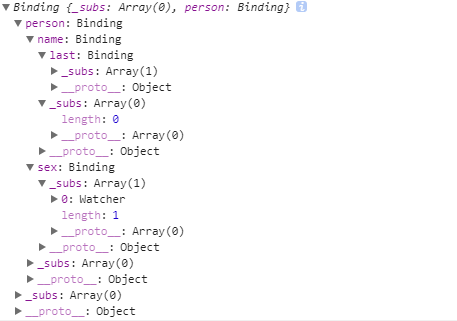 Binding {_subs: Array(0), person: Binding} i
person: Binding
name: Binding
last: Binding
_subs: Array(1)
__proto__: Object
_subs: Array(0)
length: 0
__proto__: Array(0)
__proto__: Object
sex: Binding
_subs: Array(1)
0: Watcher
length: 1
__proto__: Array(0)
__proto__: Object
_subs: Array(0)
__proto__: Object
_subs: Array(0)
__proto__: Object